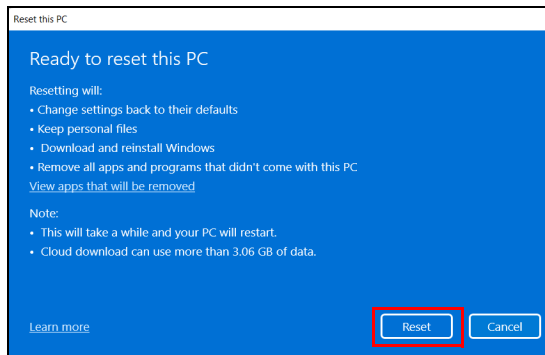 Reset this PC
Ready to reset this PC
Resetting will:
• Change settings back to their defaults
• Keep personal files
• Download and reinstall Windows
• Remove all apps and programs that didn't come with this PC
View apps that will be removed
Note:
• This will take a while and your PC will restart.
• Cloud download can use more than 3.06 GB of data.
Learn more
Reset
Cancel